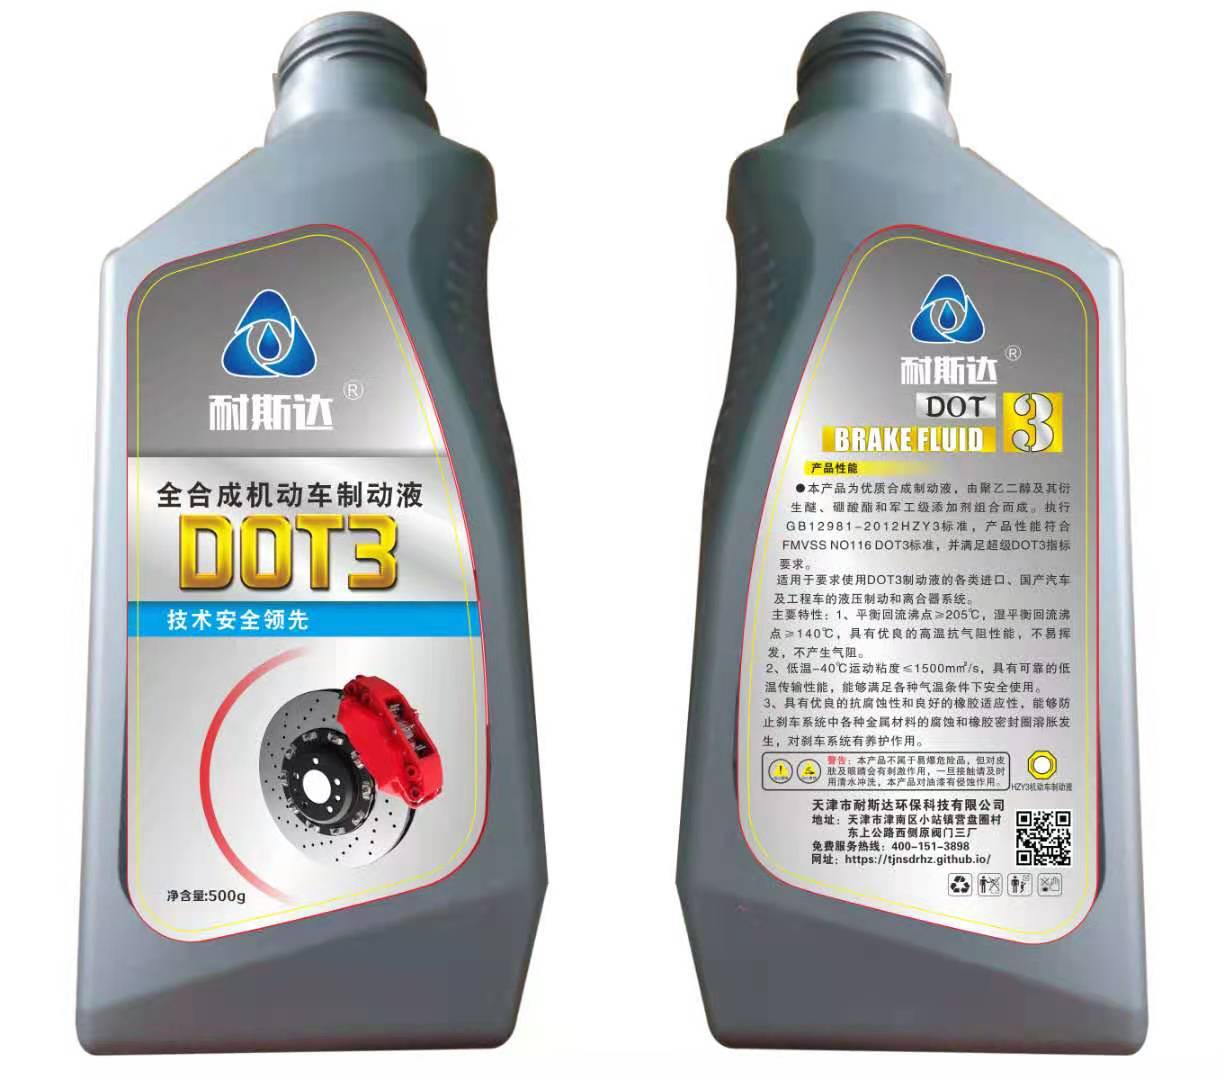 耐斯达®
全合成机动车制动液
DOT3
技术安全领先
净含量:500g
耐斯达®
DOT 3
BRAKE FLUID
产品性能
●本产品为优质合成制动液，由聚乙二醇及其衍
生醚、硼酸酯和军工级添加剂组合而成。执行
GB12981-2012HZY3标准，产品性能符合
FMVSS NO116 DOT3标准，并满足超级DOT3指标
要求。
适用于要求使用DOT3制动液的各类进口、国产汽车
及工程车的液压制动和离合器系统。
主要特性：1、平衡回流沸点≥205℃，湿平衡回流沸
点≥140℃，具有优良的高温抗气阻性能，不易挥
发，不产生气阻。
2、低温-40℃运动粘度≤1500mm²/s，具有可靠的低
温传输性能，能够满足各种气温条件下安全使用。
3、具有优良的抗腐蚀性和良好的橡胶适应性，能够防
止刹车系统中各种金属材料的腐蚀和橡胶密封圈溶胀发
生，对刹车系统有养护作用。
警告：本产品不属于易爆危险品，但对皮
肤及眼睛会有刺激作用，一旦接触请及时
用清水冲洗，本产品对油漆有侵蚀作用。
HZY3机动车制动液
天津市耐斯达环保科技有限公司
地址：天津市津南区小站镇营盘圈村
东上公路西侧原阀门三厂
免费服务热线：400-151-3898
网址：https://tjnsdrhz.github.io/